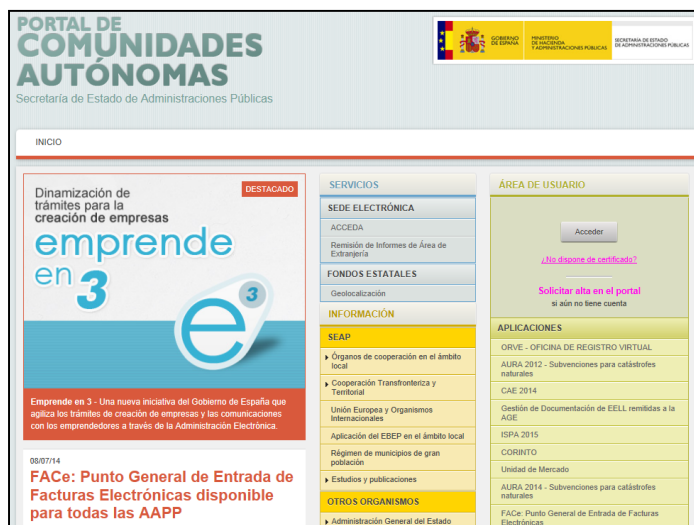 PORTAL DE
COMUNIDADES
AUTÓNOMAS
Secretaría de Estado de Administraciones Públicas
GOBIERNO
DE ESPAÑA
MINISTERIO
DE HACIENDA
Y ADMINISTRACIONES PÚBLICAS
SECRETARÍA DE ESTADO
DE ADMINISTRACIONES PÚBLICAS
INICIO
DESTACADO
Dinamización de
trámites para la
creación de empresas
emprende
en 3
e3
Emprende en 3 - Una nueva iniciativa del Gobierno de España que
agiliza los trámites de creación de empresas y las comunicaciones
con los emprendedores a través de la Administración Electrónica.
08/07/14
FACe: Punto General de Entrada de
Facturas Electrónicas disponible
para todas las AAPP
SERVICIOS
SEDE ELECTRÓNICA
ACCEDA
Remisión de Informes de Área de
Extranjería
FONDOS ESTATALES
Geolocalización
INFORMACIÓN
SEAP
Órganos de cooperación en el ámbito
local
Cooperación Transfronteriza y
Territorial
Unión Europea y Organismos
Internacionales
Aplicación del EBEP en el ámbito local
Régimen de municipios de gran
población
Estudios y publicaciones
OTROS ORGANISMOS
Administración General del Estado
ÁREA DE USUARIO
Acceder
¿No dispone de certificado?
Solicitar alta en el portal
si aún no tiene cuenta
APLICACIONES
ORVE - OFICINA DE REGISTRO VIRTUAL
AURA 2012 - Subvenciones para catástrofes
naturales
CAE 2014
Gestión de Documentación de EELL remitidas a la
AGE
ISPA 2015
CORINTO
Unidad de Mercado
AURA 2014 - Subvenciones para catástrofes
naturales
FACe: Punto General de Entrada de Facturas
Electrónicas